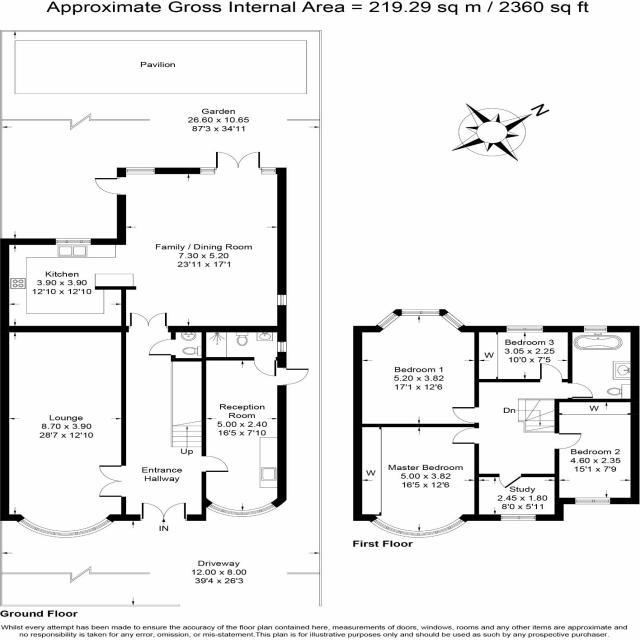 Approximate Gross Internal Area = 219.29 sq m / 2360 sq ft
Pavilion
Garden
26.60 x 10.65
87'3 x 34'11
N
Family / Dining Room
7.30 x 5.20
23'11 x 17'1
Kitchen
3.90 x 3.90
12'10 x 12'10
Lounge
8.70 x 3.90
28'7 x 12'10
Reception
Room
5.00 x 2.40
16'5 x 7'10
Up
Entrance
Hallway
IN
Driveway
12.00 x 8.00
39'4 x 26'3
Ground Floor
Bedroom 3
3.05 x 2.25
10'0 x 7'5
W
Bedroom 1
5.20 x 3.82
17'1 x 12'6
Dn
W
Bedroom 2
4.60 x 2.35
15'1 x 7'9
W
Master Bedroom
5.00 x 3.82
16'5 x 12'6
Study
2.45 x 1.80
8'0 x 5'11
First Floor
Whilst every attempt has been made to ensure the accuracy of the floor plan contained here, measurements of doors, windows, rooms and any other items are approximate and
no responsibility is taken for any error, omission, or mis-statement.This plan is for illustrative purposes only and should be used as such by any prospective purchaser.